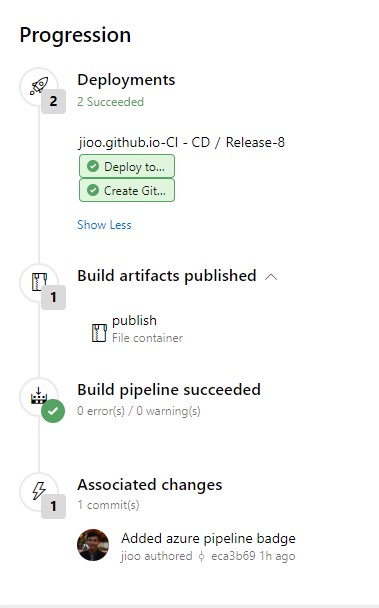 Progression
Deployments
2
2 Succeeded
jioo.github.io-CI - CD / Release-8
Deploy to...
Create Git...
Show Less
Build artifacts published
1
publish
File container
Build pipeline succeeded
0 error(s) / 0 warning(s)
Associated changes
1
1 commit(s)
Added azure pipeline badge
jioo authored eca3b69 1h ago